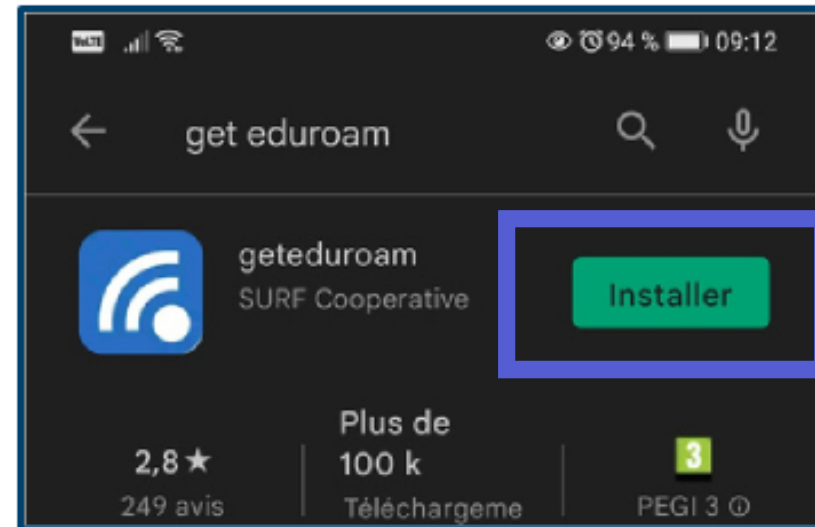 VoLTE 94 % 09:12
get eduroam
geteduroam
SURF Cooperative
Installer
Plus de
2,8★ 100 k 3
249 avis Téléchargeme PEGI 3